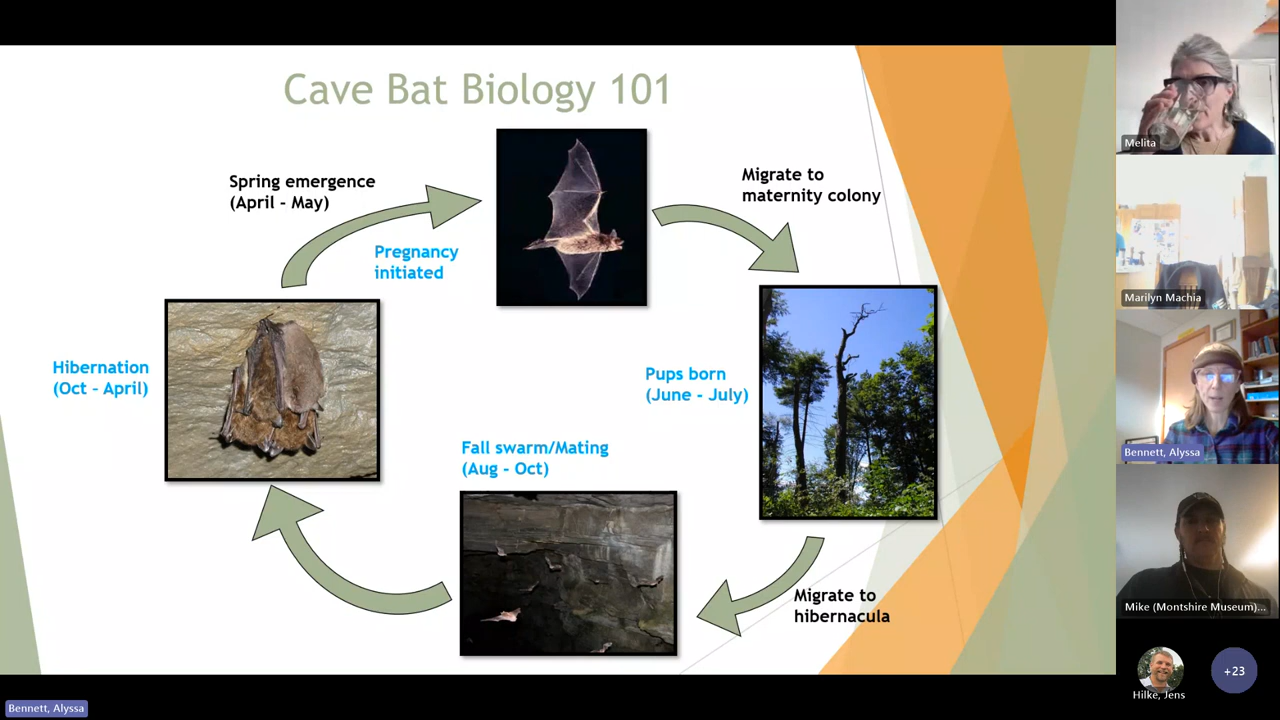 Cave Bat Biology 101
Spring emergence
(April - May)
Migrate to
maternity colony
Pregnancy
initiated
Hibernation
(Oct - April)
Pups born
(June - July)
Fall swarm/Mating
(Aug - Oct)
Migrate to
hibernacula
Melita
Marilyn Machia
Bennett, Alyssa
Mike (Montshire Museum)...
Hilke, Jens
+23
Bennett, Alyssa